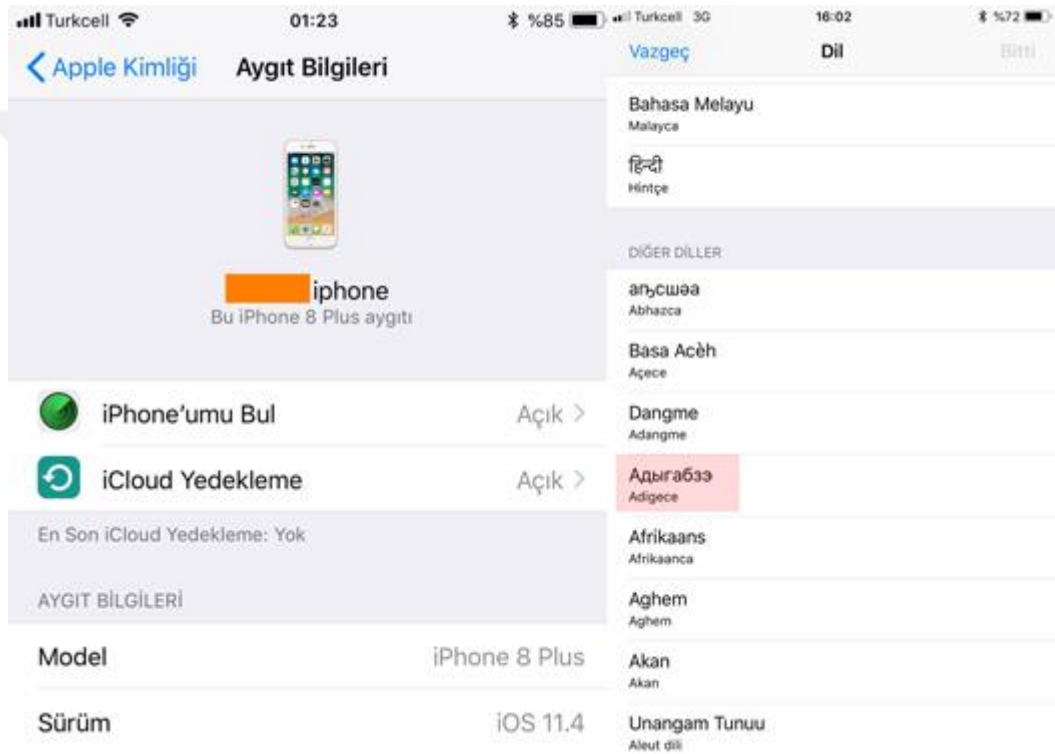 Turkcell 01:23 %85
Apple Kimliği Aygıt Bilgileri
iphone
Bu iPhone 8 Plus aygıtı
iPhone'umu Bul Açık
iCloud Yedekleme Açık
En Son iCloud Yedekleme: Yok
AYGIT BİLGİLERİ
Model iPhone 8 Plus
Sürüm iOS 11.4
Turkcell 3G 16:02 %72
Vazgeç Dil Bitti
Bahasa Melayu
Malayca
हिन्दी
Hintçe
DİĞER DİLLER
аҧсшәа
Abhazca
Basa Acèh
Açece
Dangme
Adangme
Адыгабзэ
Adigece
Afrikaans
Afrikaanca
Aghem
Aghem
Akan
Akan
Unangam Tunuu
Aleut dili